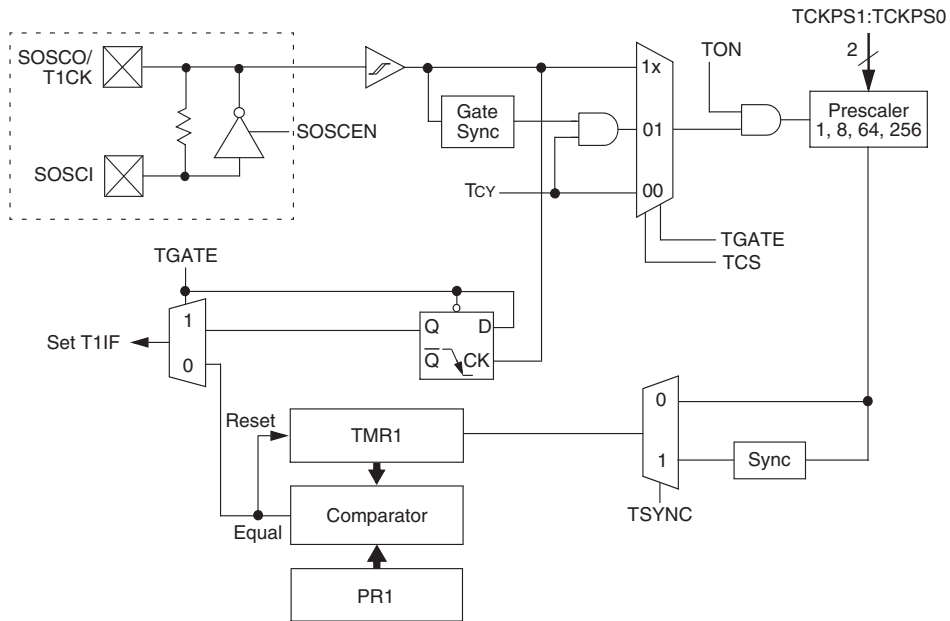 TCKPS1:TCKPS0
SOSCO/
T1CK
TON
2
1x
Gate
Sync
Prescaler
1, 8, 64, 256
SOSCEN
01
SOSCI
TCY
00
TGATE
TCS
TGATE
1
Q
D
Set T1IF
Q
CK
0
0
Reset
TMR1
1
Sync
Comparator
TSYNC
Equal
PR1